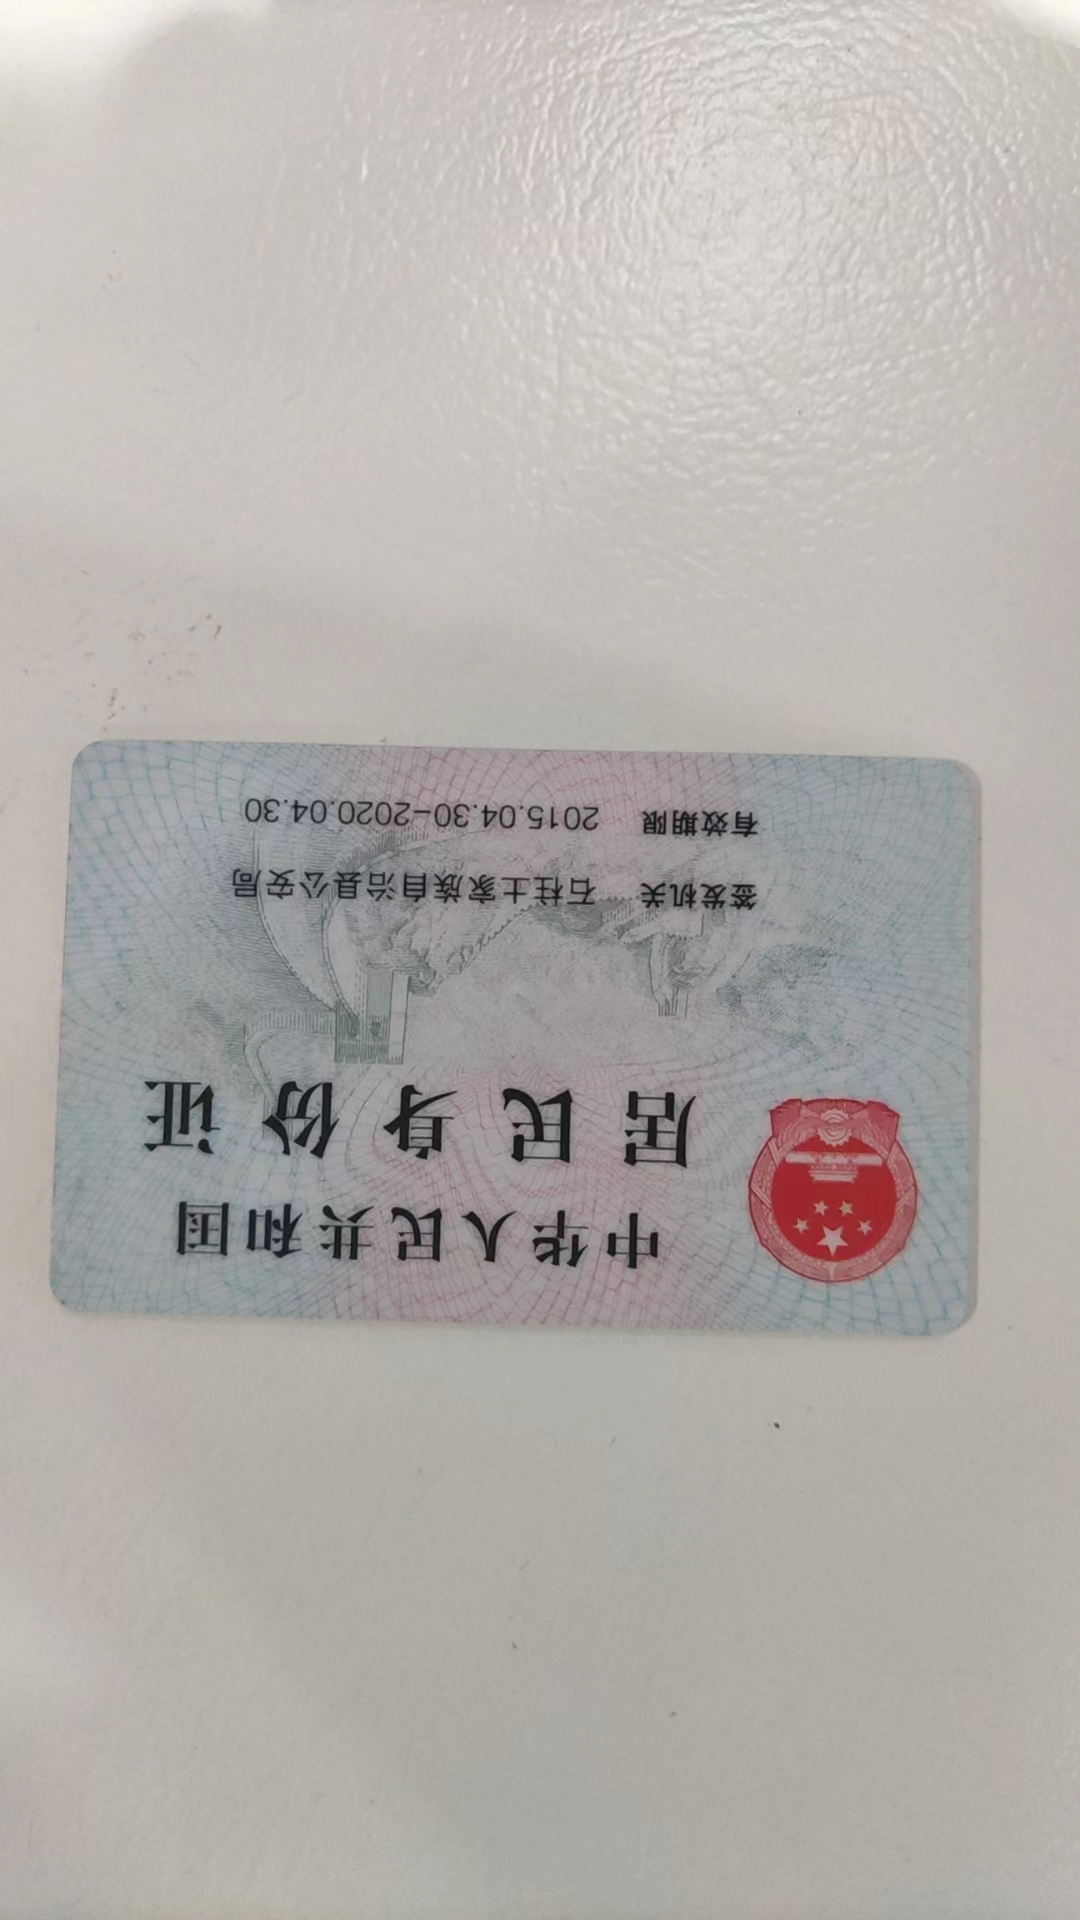 中华人民共和国
居民身份证
签发机关 石柱土家族自治县公安局
有效期限 2015.04.30-2020.04.30